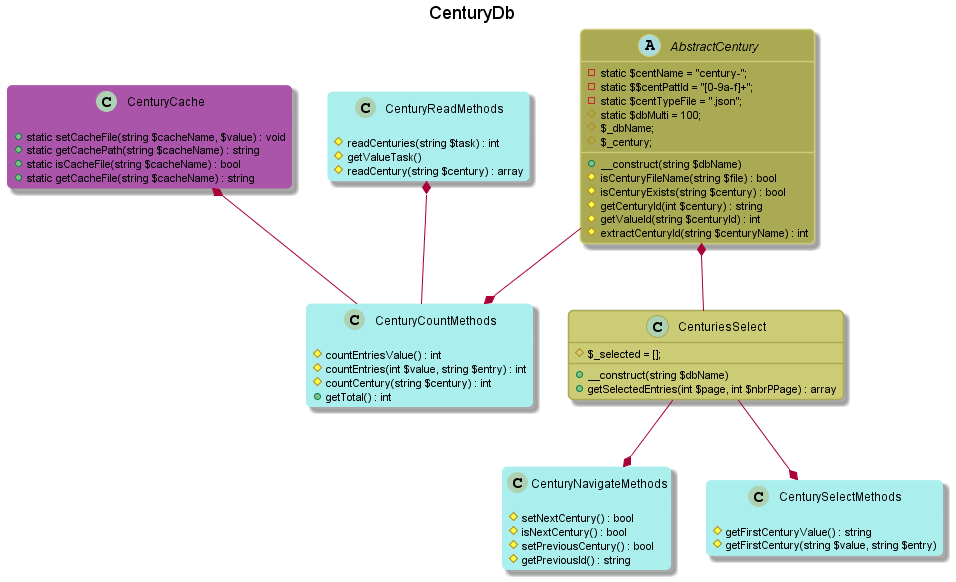 CenturyDb
C CenturyCache
static setCacheFile(string $cacheName, $value) : void
static getCachePath(string $cacheName) : string
static isCacheFile(string $cacheName) : bool
static getCacheFile(string $cacheName) : string
C CenturyReadMethods
readCenturies(string $task) : int
getValueTask()
readCentury(string $century) : array
A AbstractCentury
static $centName = "century-";
static $$centPattId = "[0-9a-f]+";
static $centTypeFile = ".json";
static $dbMulti = 100;
$_dbName;
$_century;
__construct(string $dbName)
isCenturyFileName(string $file) : bool
isCenturyExists(string $century) : bool
getCenturyId(int $century) : string
getValueId(string $centuryId) : int
extractCenturyId(string $centuryName) : int
C CenturyCountMethods
countEntriesValue() : int
countEntries(int $value, string $entry) : int
countCentury(string $century) : int
getTotal() : int
C CenturiesSelect
$_selected = [];
__construct(string $dbName)
getSelectedEntries(int $page, int $nbrPPage) : array
C CenturyNavigateMethods
setNextCentury() : bool
isNextCentury() : bool
setPreviousCentury() : bool
getPreviousId() : string
C CenturySelectMethods
getFirstCenturyValue() : string
getFirstCentury(string $value, string $entry)